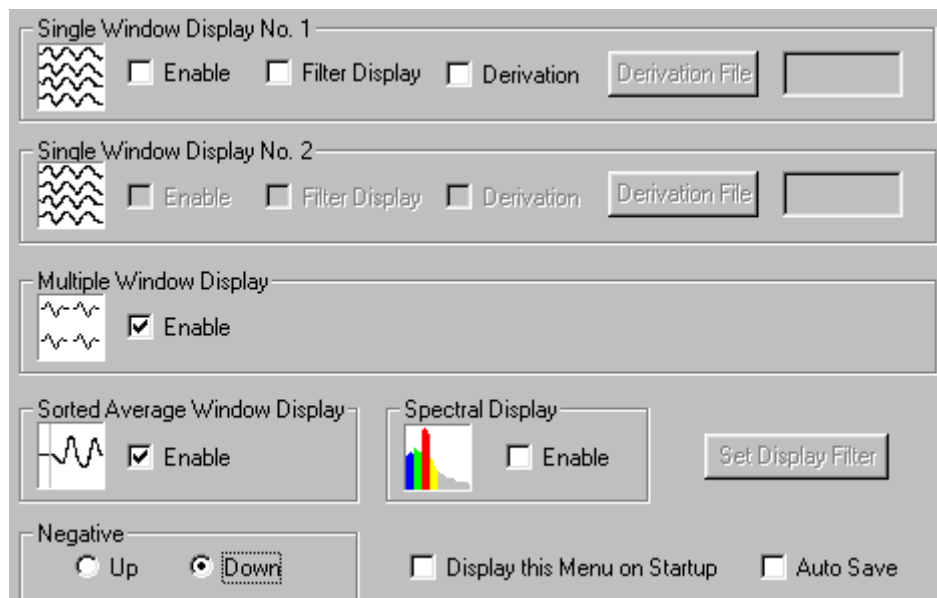 Single Window Display No. 1
Enable Filter Display Derivation Derivation File
Single Window Display No. 2
Enable Filter Display Derivation Derivation File
Multiple Window Display
Enable
Sorted Average Window Display Spectral Display
Enable Enable Set Display Filter
Negative
Up Down Display this Menu on Startup Auto Save